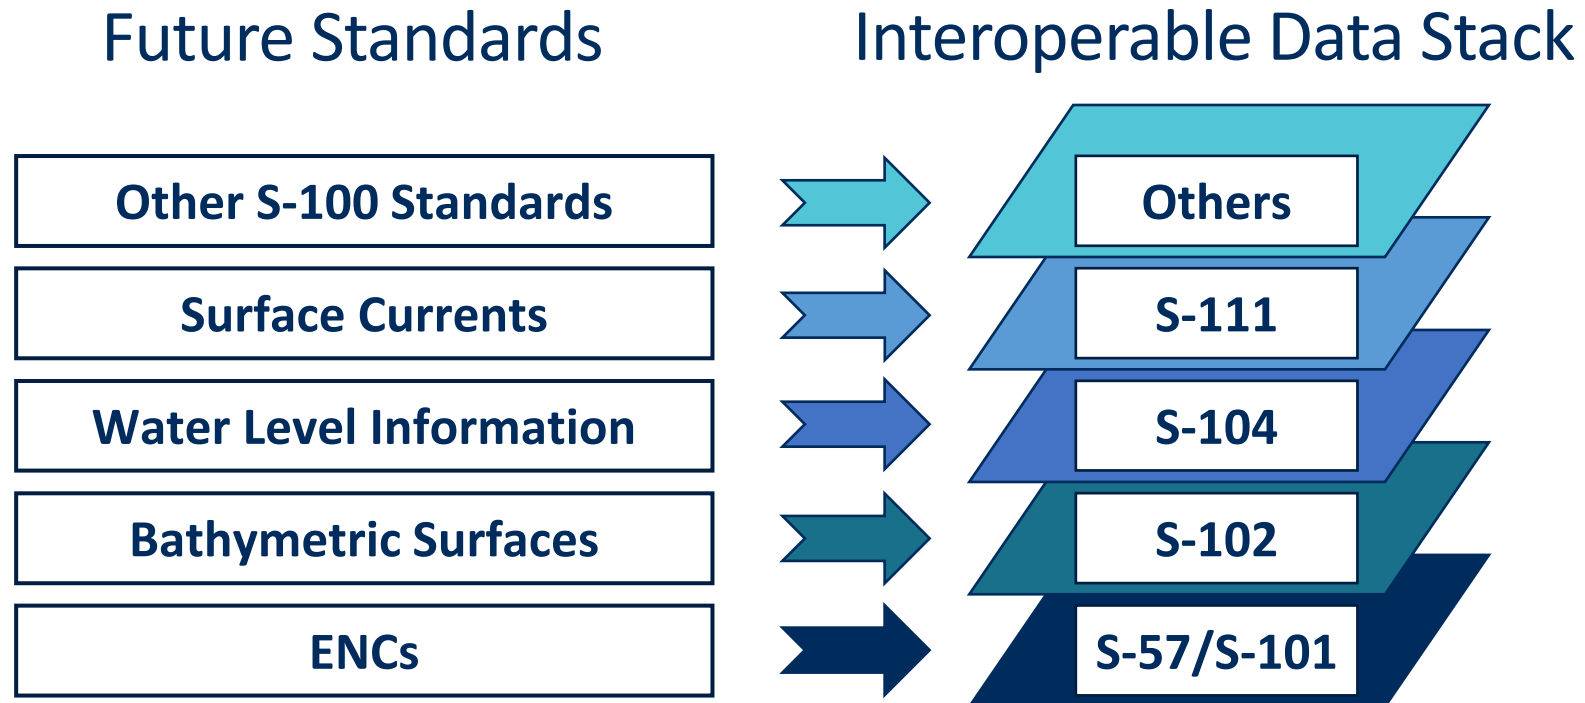 Future Standards
Interoperable Data Stack
Other S-100 Standards
Others
Surface Currents
S-111
Water Level Information
S-104
Bathymetric Surfaces
S-102
ENCs
S-57/S-101